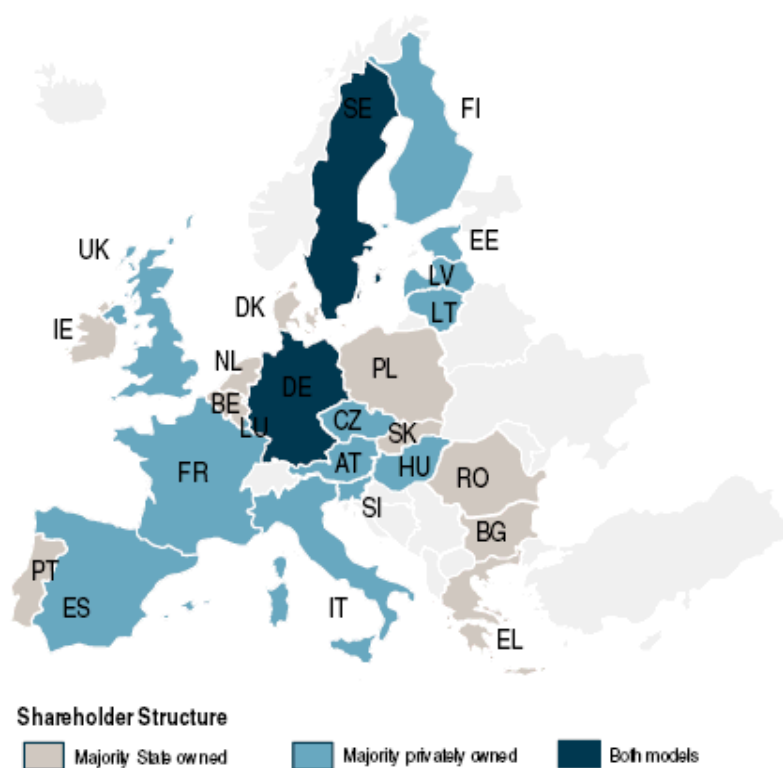 SE
FI
UK
EE
LV
DK
LT
IE
NL
PL
DE
BE
CZ
LU
SK
AT
HU
FR
RO
SI
BG
PT
ES
IT
EL
Shareholder Structure
Majority State owned
Majority privately owned
Both models